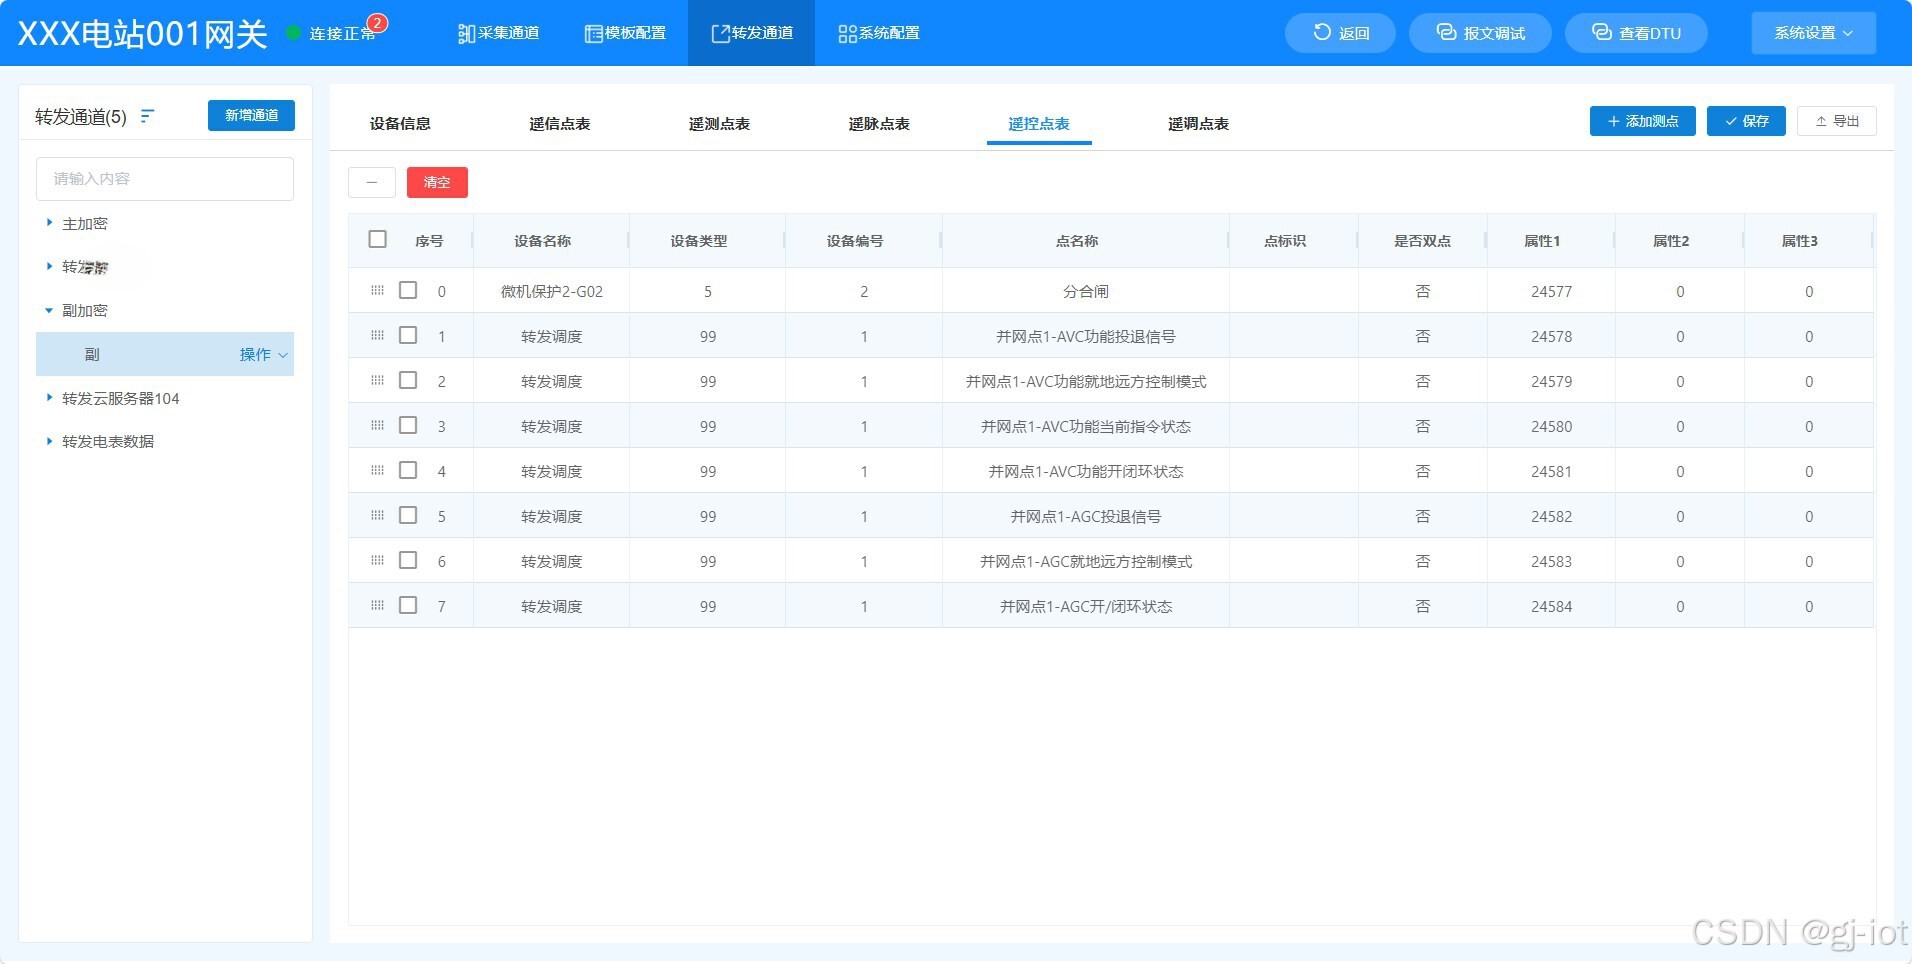 XXX电站001网关 连接正常 2 采集通道 模板配置 转发通道 系统配置 返回 报文调试 查看DTU 系统设置
转发通道(5) 新增通道
请输入内容
主加密
转发
副加密
副 操作
转发云服务器104
转发电表数据
设备信息 遥信点表 遥测点表 遥脉点表 遥控点表 遥调点表 添加测点 保存 导出
清空
序号 设备名称 设备类型 设备编号 点名称 点标识 是否双点 属性1 属性2 属性3
0 微机保护2-G02 5 2 分合闸 否 24577 0 0
1 转发调度 99 1 并网点1-AVC功能投退信号 否 24578 0 0
2 转发调度 99 1 并网点1-AVC功能就地远方控制模式 否 24579 0 0
3 转发调度 99 1 并网点1-AVC功能当前指令状态 否 24580 0 0
4 转发调度 99 1 并网点1-AVC功能开闭环状态 否 24581 0 0
5 转发调度 99 1 并网点1-AGC投退信号 否 24582 0 0
6 转发调度 99 1 并网点1-AGC就地远方控制模式 否 24583 0 0
7 转发调度 99 1 并网点1-AGC开/闭环状态 否 24584 0 0
CSDN @gj-iot